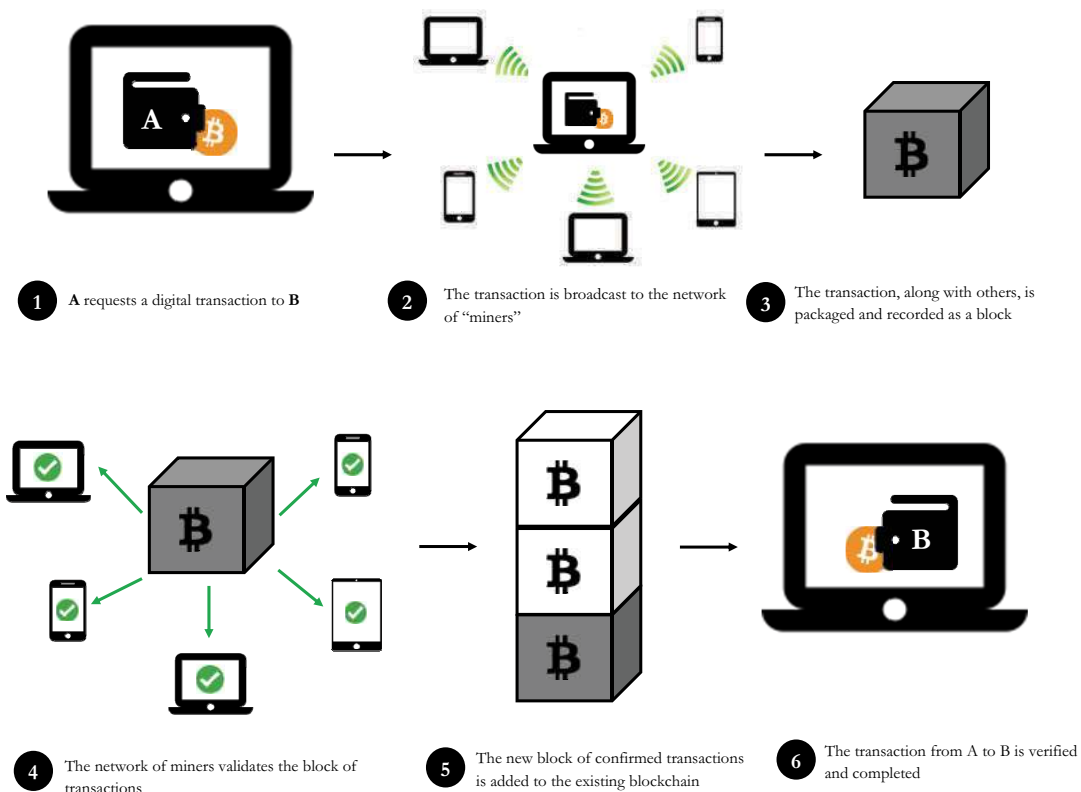 A
1 A requests a digital transaction to B
2 The transaction is broadcast to the network
of “miners”
3 The transaction, along with others, is
packaged and recorded as a block
4 The network of miners validates the block of
transactions
5 The new block of confirmed transactions
is added to the existing blockchain
B
6 The transaction from A to B is verified
and completed